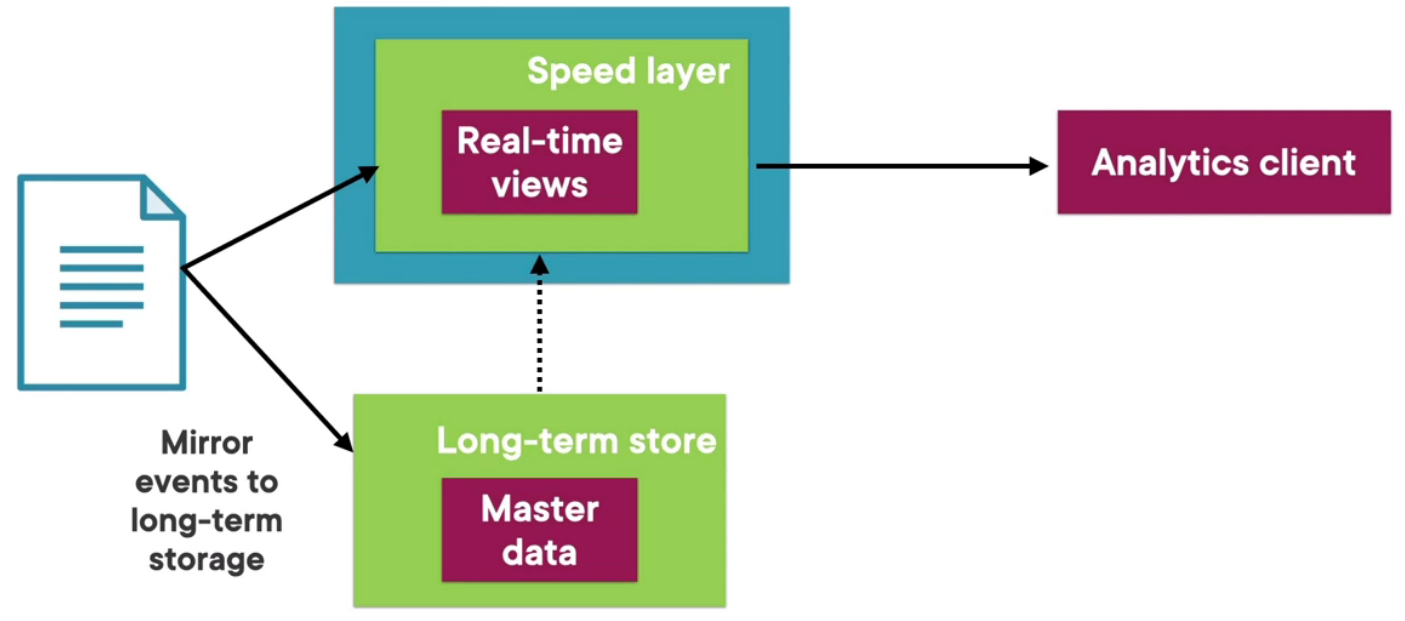 Speed layer
Real-time
views
Analytics client
Mirror
events to
long-term
storage
Long-term store
Master
data